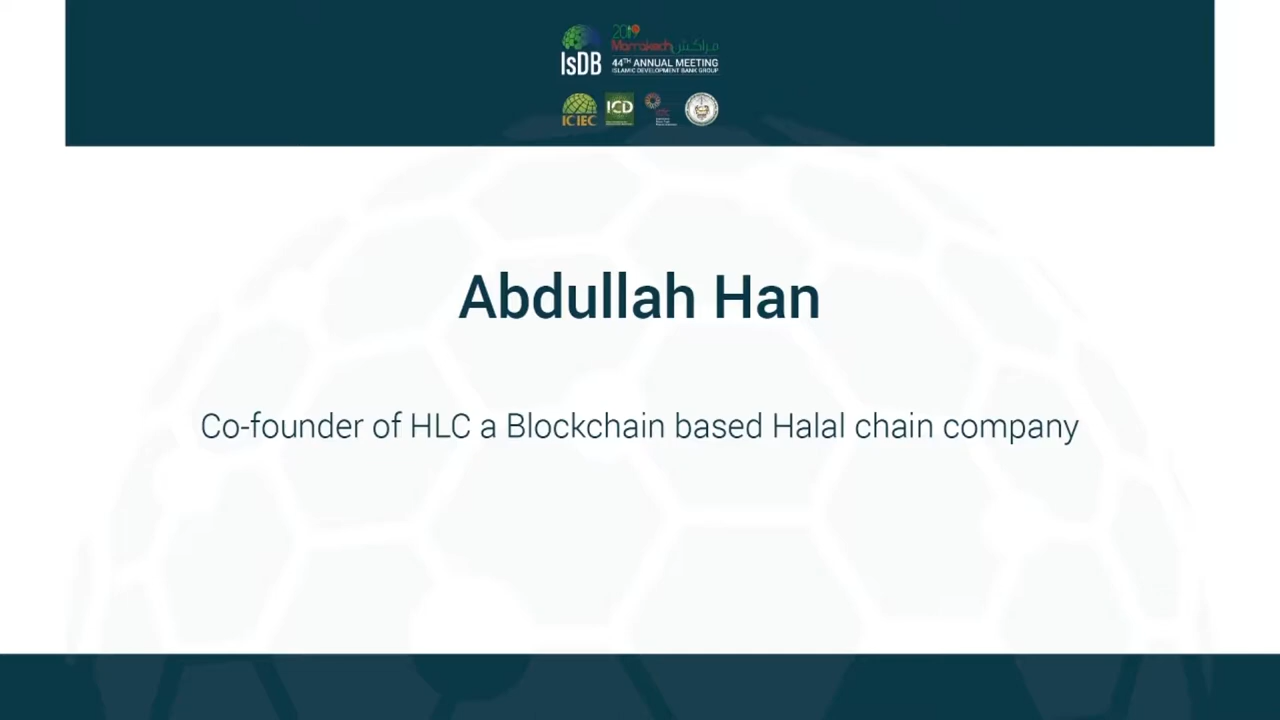 2019
Marrakech مراكش
IsDB
44TH ANNUAL MEETING
ISLAMIC DEVELOPMENT BANK GROUP
ICIEC
ICD
Abdullah Han
Co-founder of HLC a Blockchain based Halal chain company